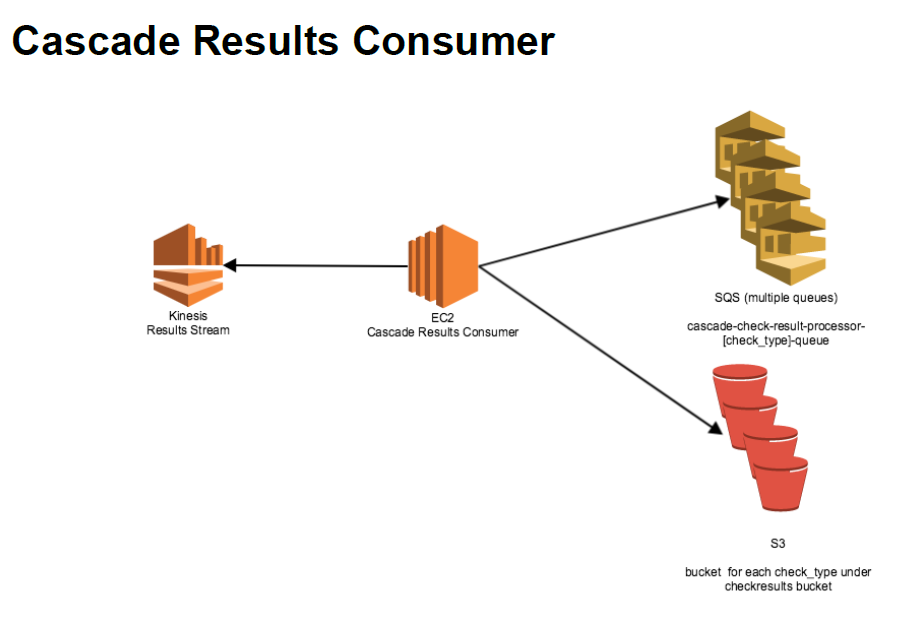 Cascade Results Consumer
Kinesis
Results Stream
EC2
Cascade Results Consumer
SQS (multiple queues)
cascade-check-result-processor-
[check_type]-queue
S3
bucket  for each check_type under
checkresults bucket